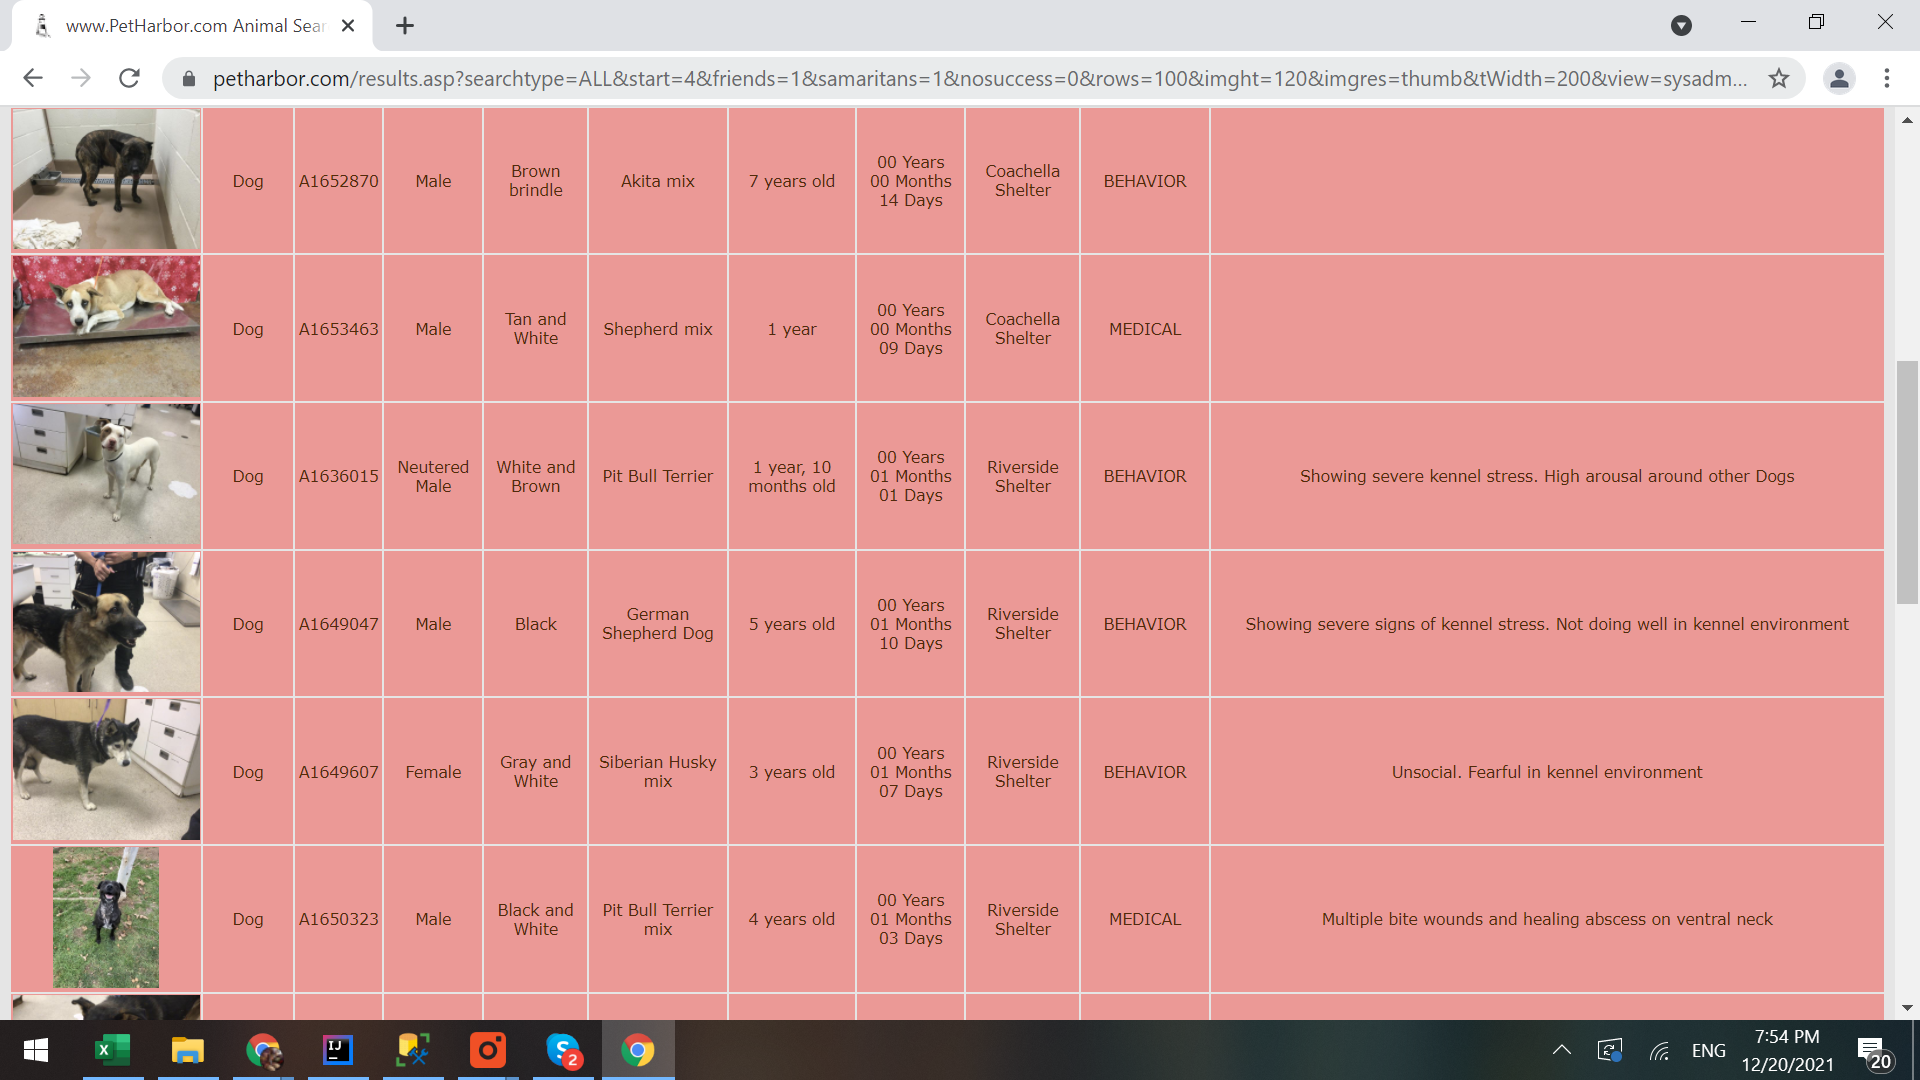 www.PetHarbor.com Animal Sear
petharbor.com/results.asp?searchtype=ALL&start=4&friends=1&samaritans=1&nosuccess=0&rows=100&imght=120&imgres=thumb&tWidth=200&view=sysadm...
Dog
A1652870
Male
Brown
brindle
Akita mix
7 years old
00 Years
00 Months
14 Days
Coachella
Shelter
BEHAVIOR
Dog
A1653463
Male
Tan and
White
Shepherd mix
1 year
00 Years
00 Months
09 Days
Coachella
Shelter
MEDICAL
Dog
A1636015
Neutered
Male
White and
Brown
Pit Bull Terrier
1 year, 10
months old
00 Years
01 Months
01 Days
Riverside
Shelter
BEHAVIOR
Showing severe kennel stress. High arousal around other Dogs
Dog
A1649047
Male
Black
German
Shepherd Dog
5 years old
00 Years
01 Months
10 Days
Riverside
Shelter
BEHAVIOR
Showing severe signs of kennel stress. Not doing well in kennel environment
Dog
A1649607
Female
Gray and
White
Siberian Husky
mix
3 years old
00 Years
01 Months
07 Days
Riverside
Shelter
BEHAVIOR
Unsocial. Fearful in kennel environment
Dog
A1650323
Male
Black and
White
Pit Bull Terrier
mix
4 years old
00 Years
01 Months
03 Days
Riverside
Shelter
MEDICAL
Multiple bite wounds and healing abscess on ventral neck
X
IJ
S
2
ENG
7:54 PM
12/20/2021
20